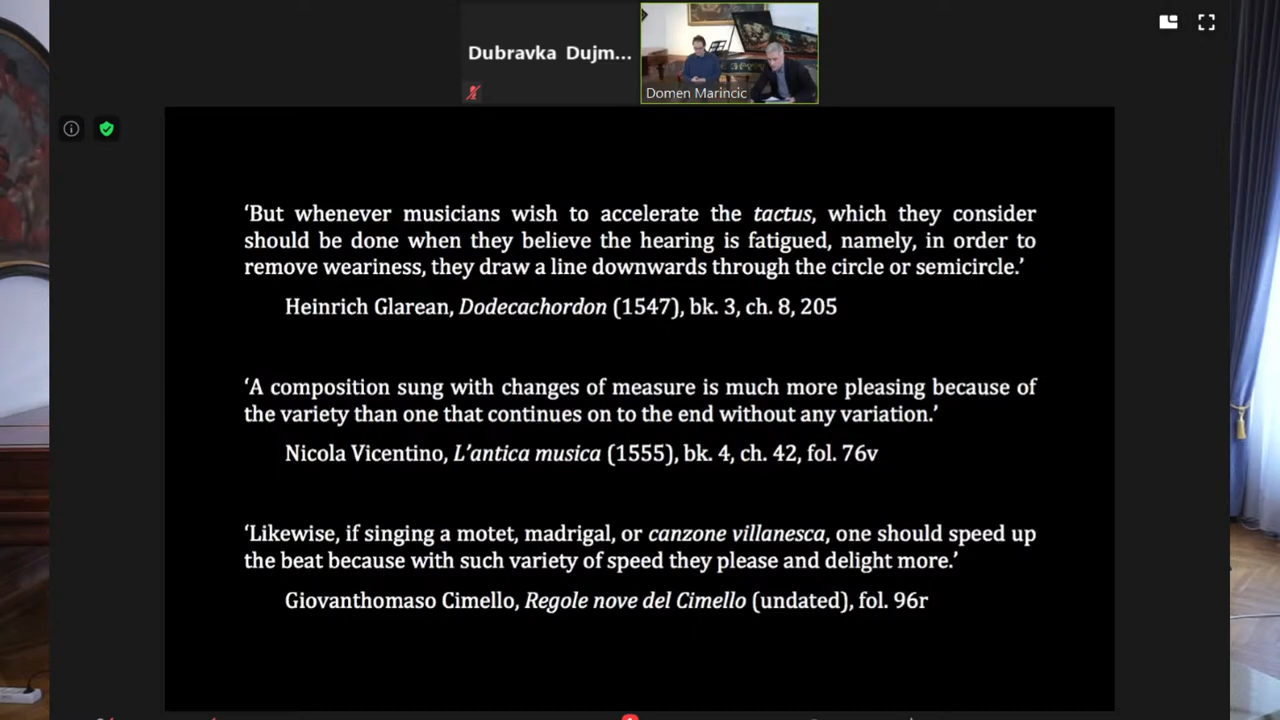 Dubravka Dujm...
Domen Marincic
‘But whenever musicians wish to accelerate the tactus, which they consider
should be done when they believe the hearing is fatigued, namely, in order to
remove weariness, they draw a line downwards through the circle or semicircle.’
Heinrich Glarean, Dodecachordon (1547), bk. 3, ch. 8, 205
‘A composition sung with changes of measure is much more pleasing because of
the variety than one that continues on to the end without any variation.’
Nicola Vicentino, L’antica musica (1555), bk. 4, ch. 42, fol. 76v
‘Likewise, if singing a motet, madrigal, or canzone villanesca, one should speed up
the beat because with such variety of speed they please and delight more.’
Giovanthomaso Cimello, Regole nove del Cimello (undated), fol. 96r